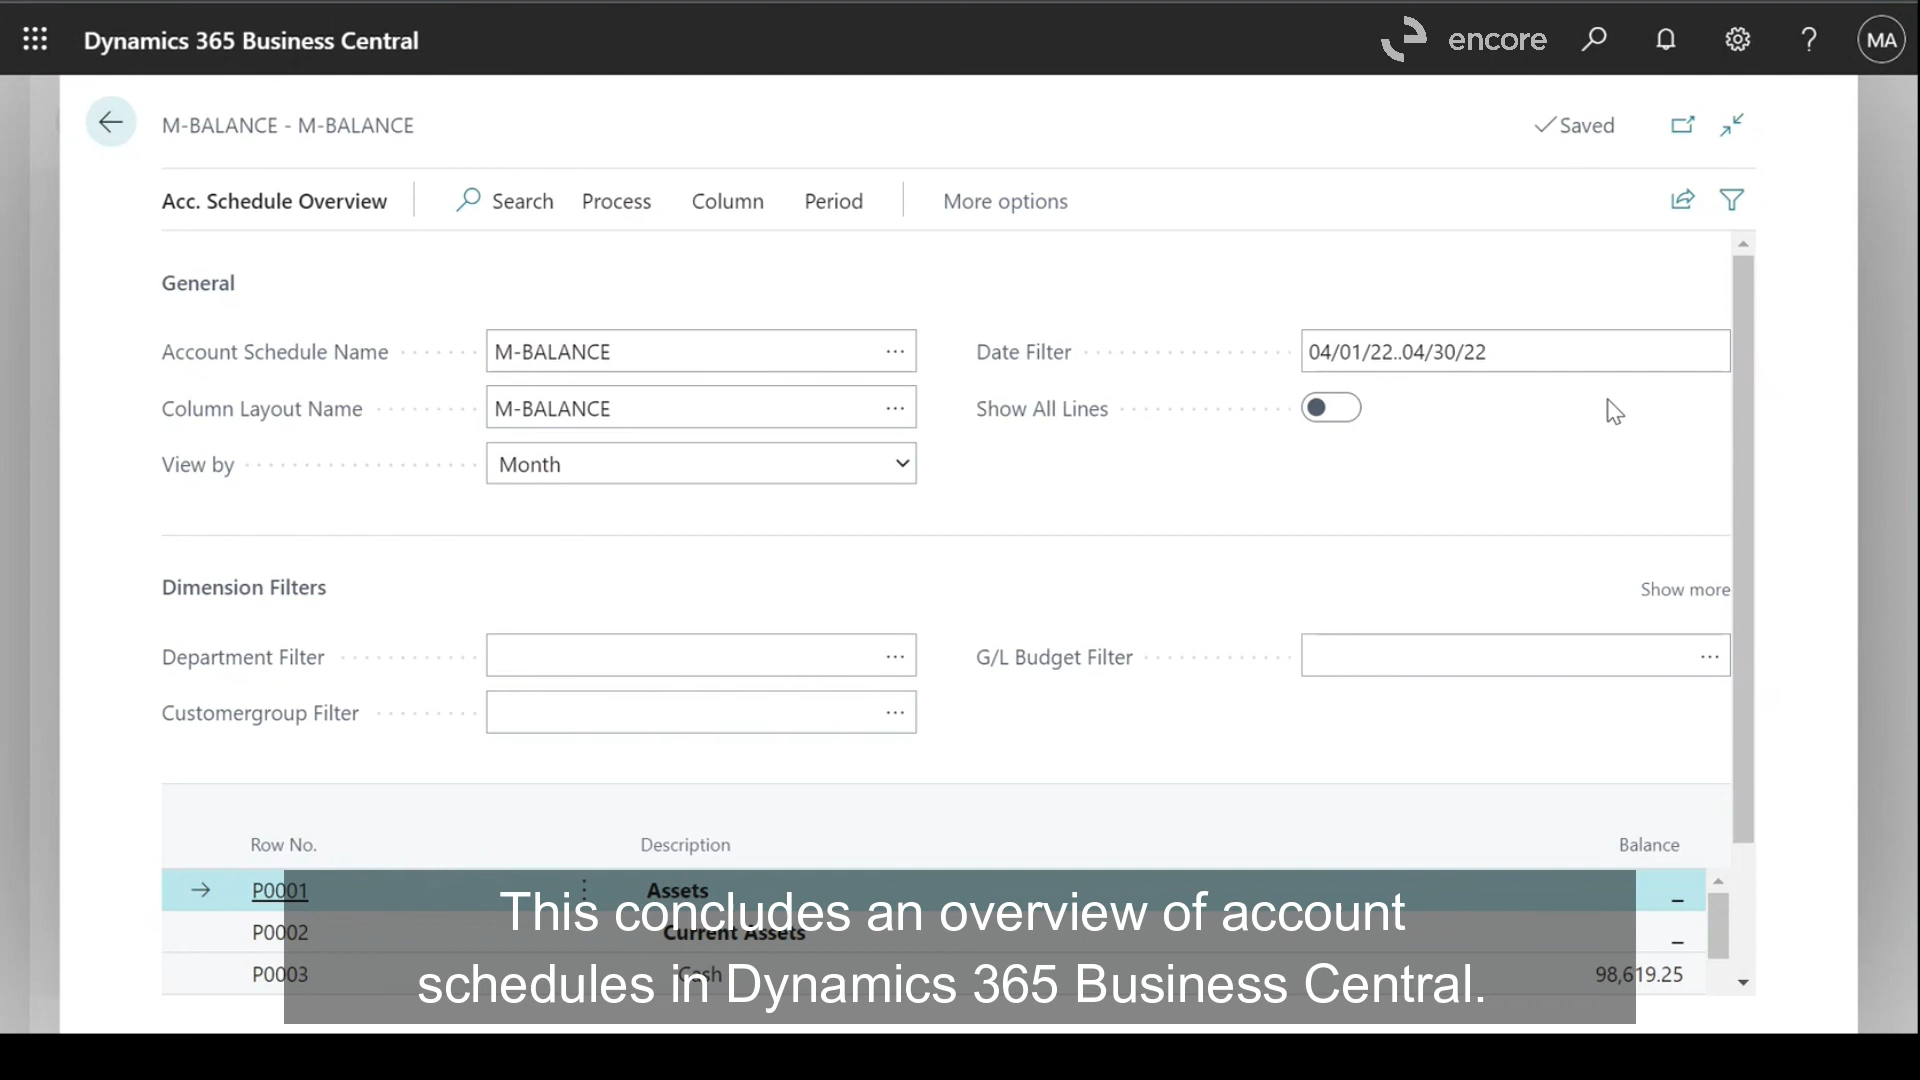 Dynamics 365 Business Central
encore
MA
M-BALANCE - M-BALANCE
Saved
Acc. Schedule Overview
Search
Process
Column
Period
More options
General
Account Schedule Name
M-BALANCE
Date Filter
04/01/22..04/30/22
Column Layout Name
M-BALANCE
Show All Lines
View by
Month
Dimension Filters
Show more
Department Filter
G/L Budget Filter
Customergroup Filter
Row No.
Description
Balance
P0001
Assets
_
P0002
Current Assets
_
P0003
Cash
98,619.25
This concludes an overview of account
schedules in Dynamics 365 Business Central.